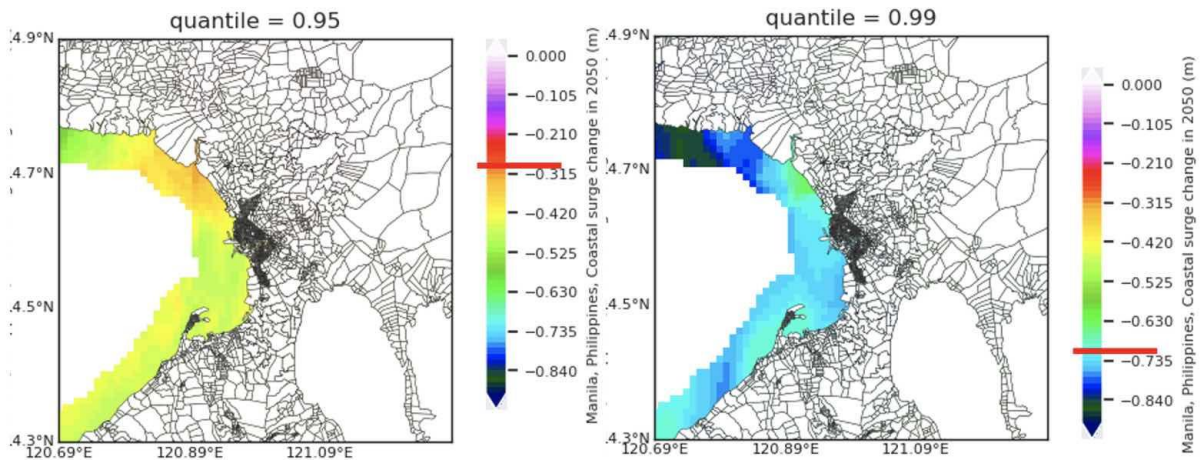 quantile = 0.95
4.9°N
4.7°N
4.5°N
4.3°N
120.69°E 120.89°E 121.09°E
0.000
−0.105
−0.210
−0.315
−0.420
−0.525
−0.630
−0.735
−0.840
Manila, Philippines, Coastal surge change in 2050 (m)
quantile = 0.99
4.9°N
4.7°N
4.5°N
4.3°N
120.69°E 120.89°E 121.09°E
0.000
−0.105
−0.210
−0.315
−0.420
−0.525
−0.630
−0.735
−0.840
Manila, Philippines, Coastal surge change in 2050 (m)